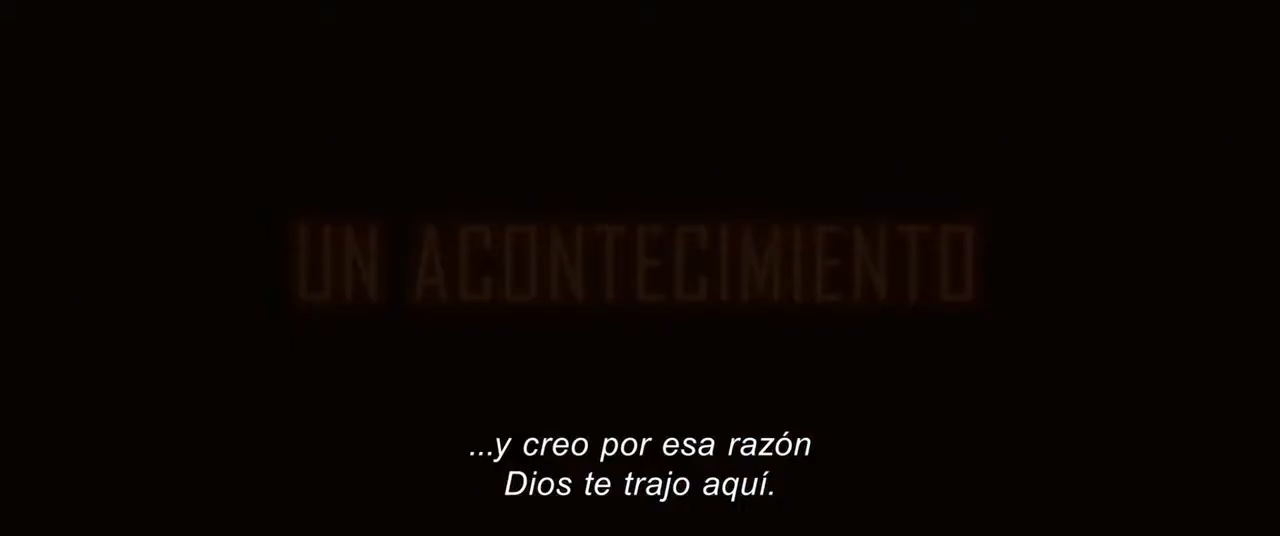 UN ACONTECIMIENTO
...y creo por esa razón
Dios te trajo aquí.